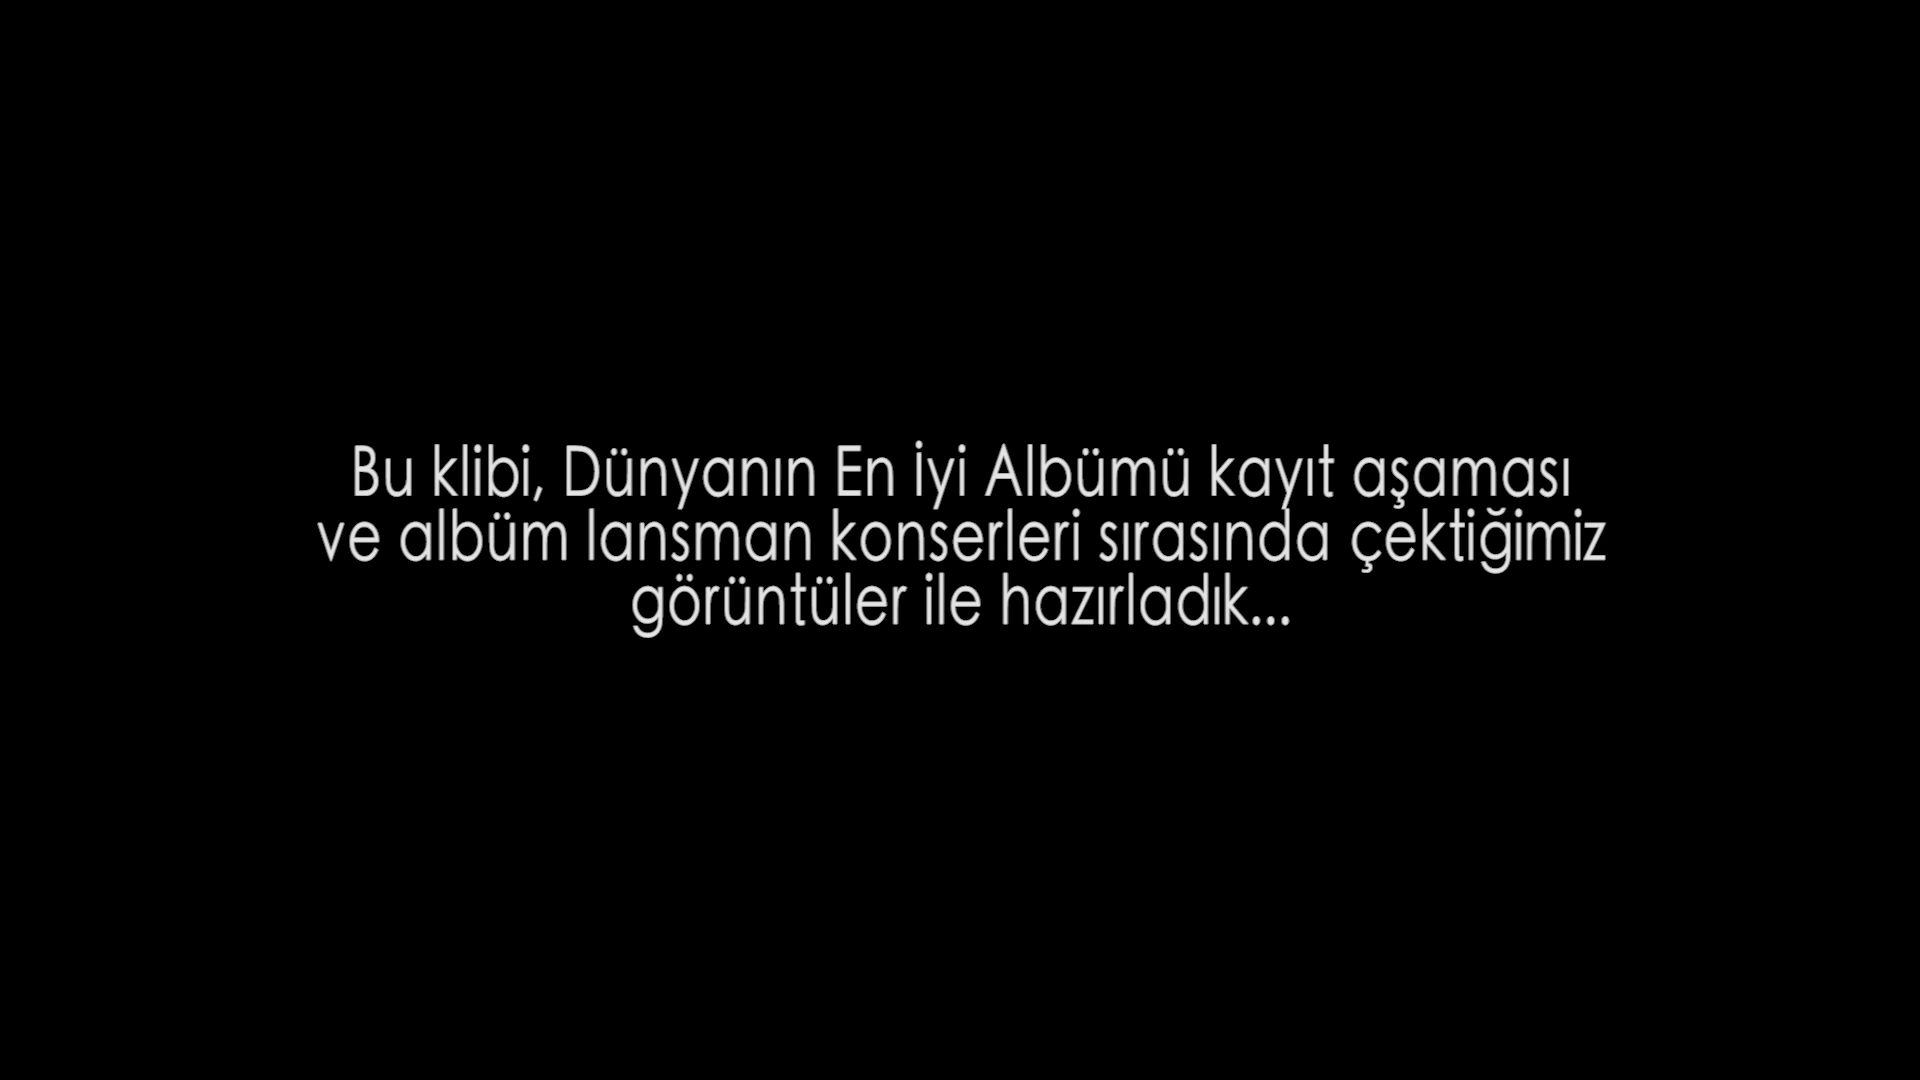 Bu klibi, Dünyanın En İyi Albümü kayıt aşaması
ve albüm lansman konserleri sırasında çektiğimiz
görüntüler ile hazırladık...